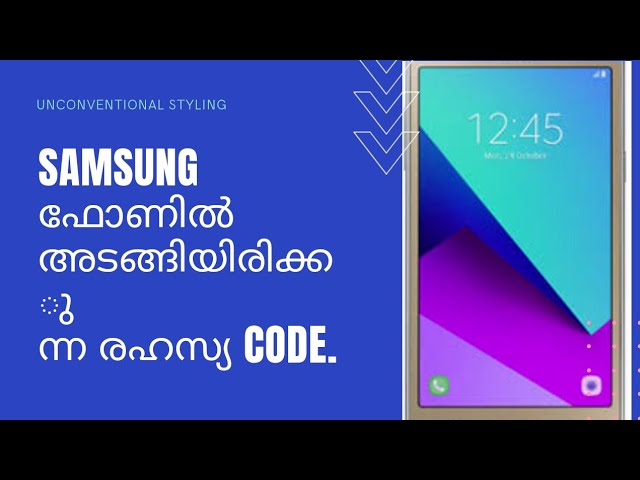 UNCONVENTIONAL STYLING
SAMSUNG
ഫോണിൽ
അടങ്ങിയിരിക്ക
ു
ന്ന രഹസ്യ CODE.
12:45